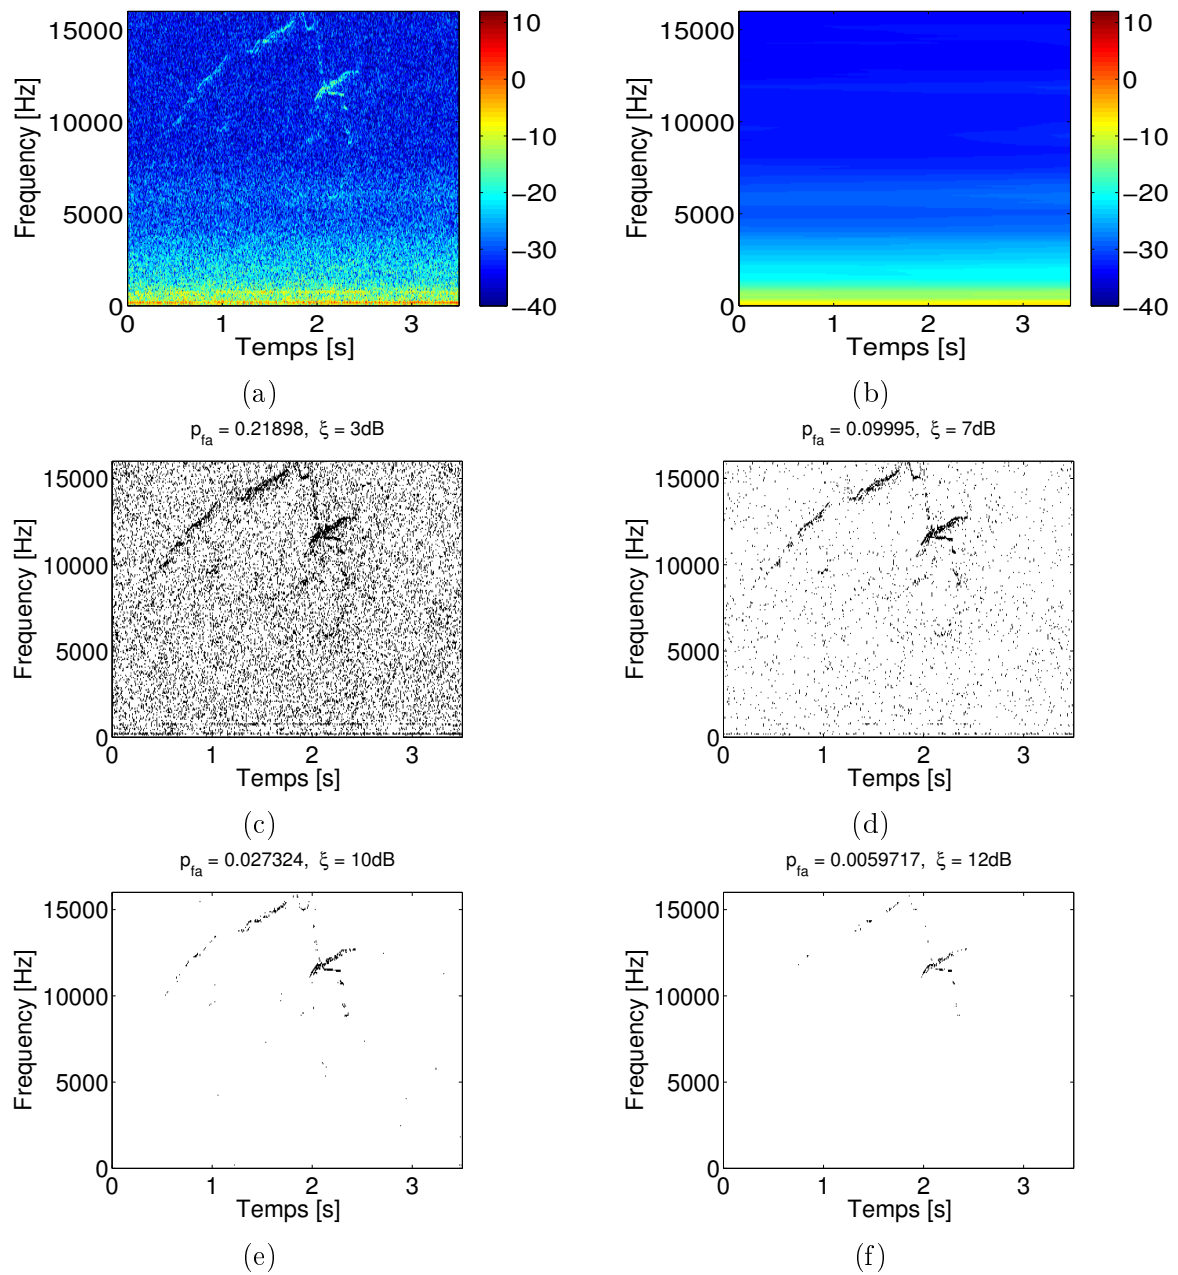 15000
10000
5000
0
Frequency [Hz]
0 1 2 3
Temps [s]
10
0
−10
−20
−30
−40
(a)
15000
10000
5000
0
Frequency [Hz]
0 1 2 3
Temps [s]
10
0
−10
−20
−30
−40
(b)
p_fa = 0.21898, ξ = 3dB
15000
10000
5000
0
Frequency [Hz]
0 1 2 3
Temps [s]
(c)
p_fa = 0.09995, ξ = 7dB
15000
10000
5000
0
Frequency [Hz]
0 1 2 3
Temps [s]
(d)
p_fa = 0.027324, ξ = 10dB
15000
10000
5000
0
Frequency [Hz]
0 1 2 3
Temps [s]
(e)
p_fa = 0.0059717, ξ = 12dB
15000
10000
5000
0
Frequency [Hz]
0 1 2 3
Temps [s]
(f)